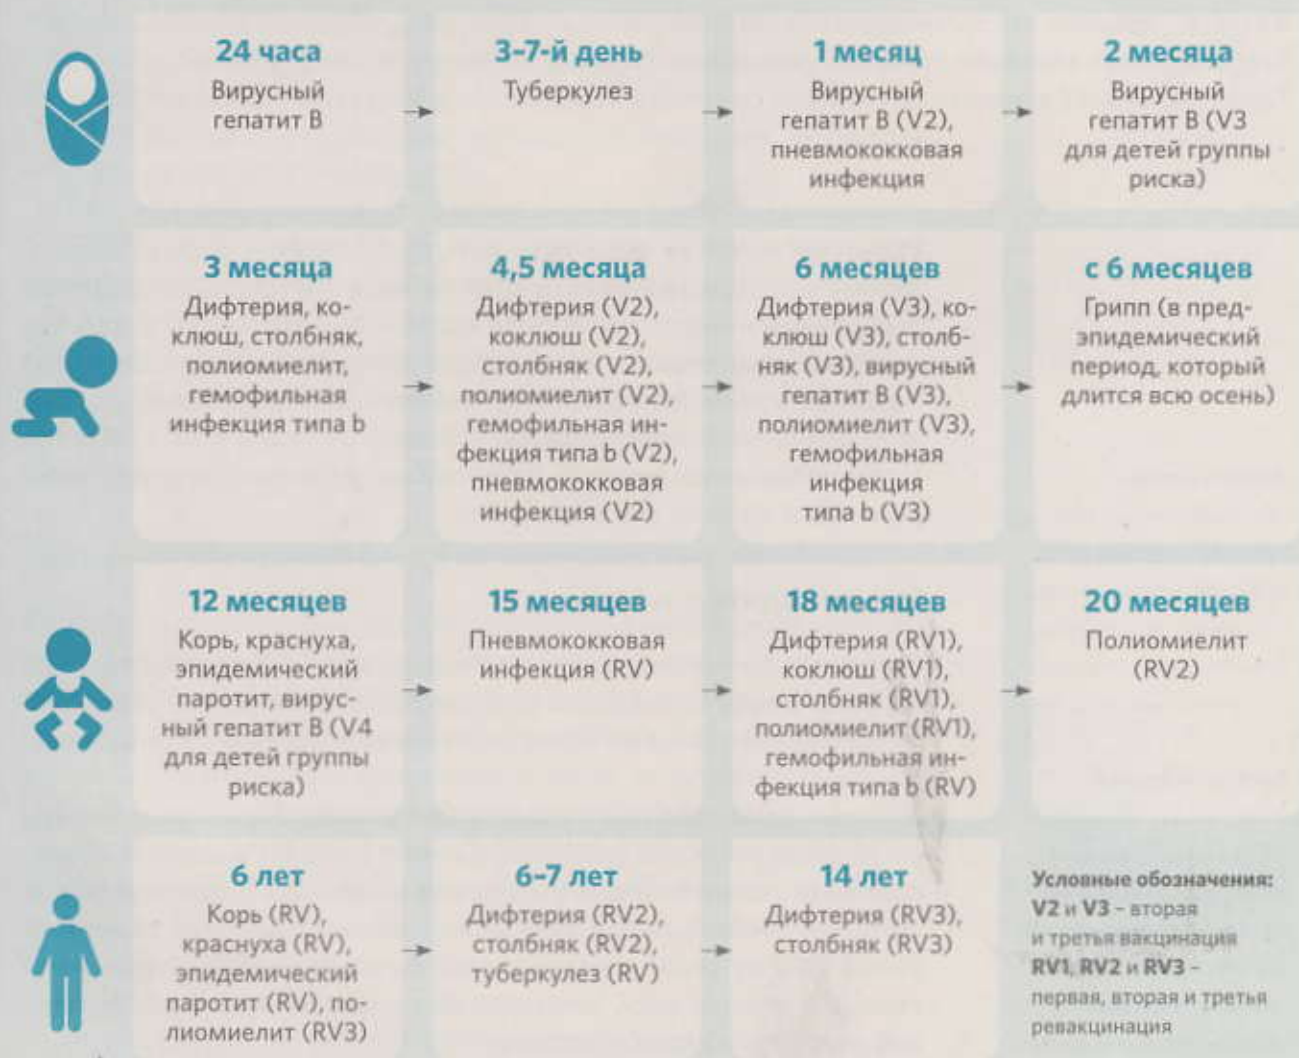 24 часа
Вирусный
гепатит В
3-7-й день
Туберкулез
1 месяц
Вирусный
гепатит В (V2),
пневмококковая
инфекция
2 месяца
Вирусный
гепатит В (V3
для детей группы
риска)
3 месяца
Дифтерия, ко-
клюш, столбняк,
полиомиелит,
гемофильная
инфекция типа b
4,5 месяца
Дифтерия (V2),
коклюш (V2),
столбняк (V2),
полиомиелит (V2),
гемофильная ин-
фекция типа b (V2),
пневмококковая
инфекция (V2)
6 месяцев
Дифтерия (V3), ко-
клюш (V3), столб-
няк (V3), вирусный
гепатит В (V3),
полиомиелит (V3),
гемофильная
инфекция
типа b (V3)
с 6 месяцев
Грипп (в пред-
эпидемический
период, который
длится всю осень)
12 месяцев
Корь, краснуха,
эпидемический
паротит, вирус-
ный гепатит В (V4
для детей группы
риска)
15 месяцев
Пневмококковая
инфекция (RV)
18 месяцев
Дифтерия (RV1),
коклюш (RV1),
столбняк (RV1),
полиомиелит (RV1),
гемофильная ин-
фекция типа b (RV)
20 месяцев
Полиомиелит
(RV2)
6 лет
Корь (RV),
краснуха (RV),
эпидемический
паротит (RV), по-
лиомиелит (RV3)
6-7 лет
Дифтерия (RV2),
столбняк (RV2),
туберкулез (RV)
14 лет
Дифтерия (RV3),
столбняк (RV3)
Условные обозначения:
V2 и V3 – вторая
и третья вакцинация
RV1, RV2 и RV3 –
первая, вторая и третья
ревакцинация